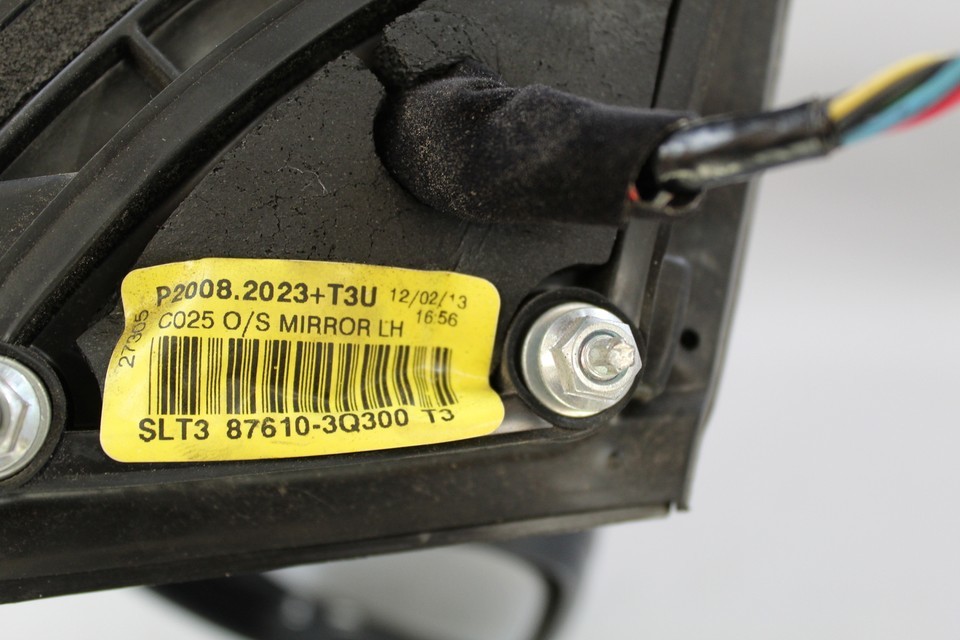 P2008.2023+T3U 12/02/13
16:56
C025 O/S MIRROR LH
27305
SLT3 87610-3Q300 T3